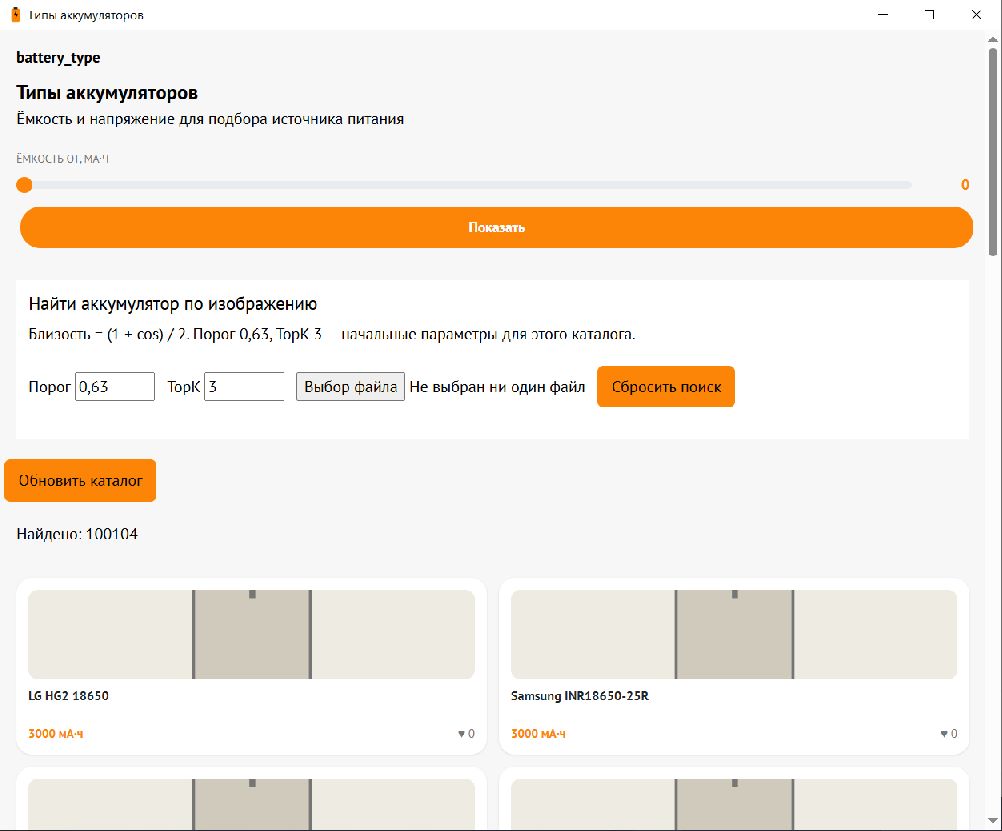 Типы аккумуляторов
battery_type
Типы аккумуляторов
Ёмкость и напряжение для подбора источника питания
ЁМКОСТЬ ОТ, МА·Ч
0
Показать
Найти аккумулятор по изображению
Близость = (1 + cos) / 2. Порог 0,63, TopK 3 — начальные параметры для этого каталога.
Порог 0,63 TopK 3 Выбор файла Не выбран ни один файл Сбросить поиск
Обновить каталог
Найдено: 100104
LG HG2 18650
3000 мА·ч ♥ 0
Samsung INR18650-25R
3000 мА·ч ♥ 0